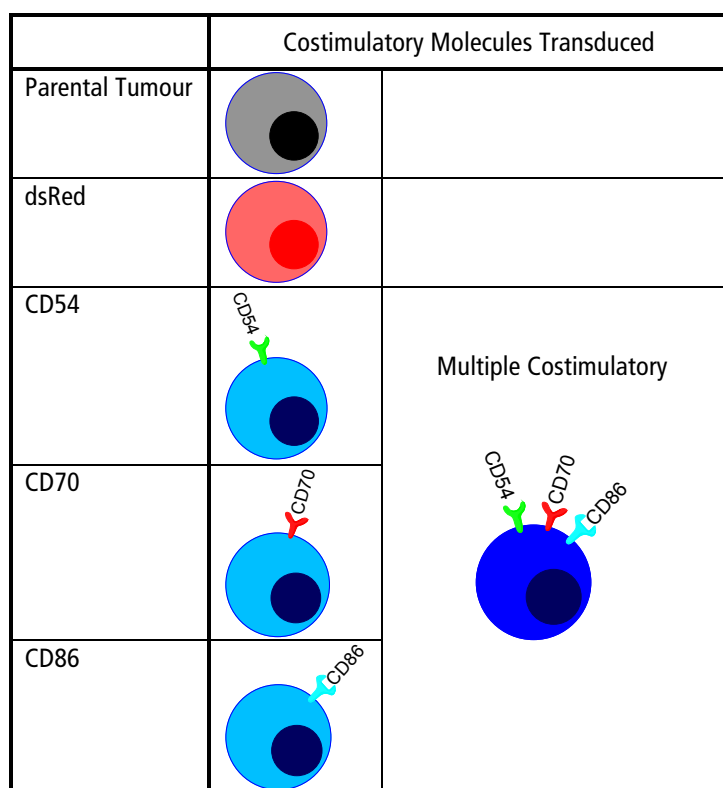 Costimulatory Molecules Transduced
Parental Tumour
dsRed
CD54
CD54
Multiple Costimulatory
CD70
CD70
CD54
CD70
CD86
CD86
CD86